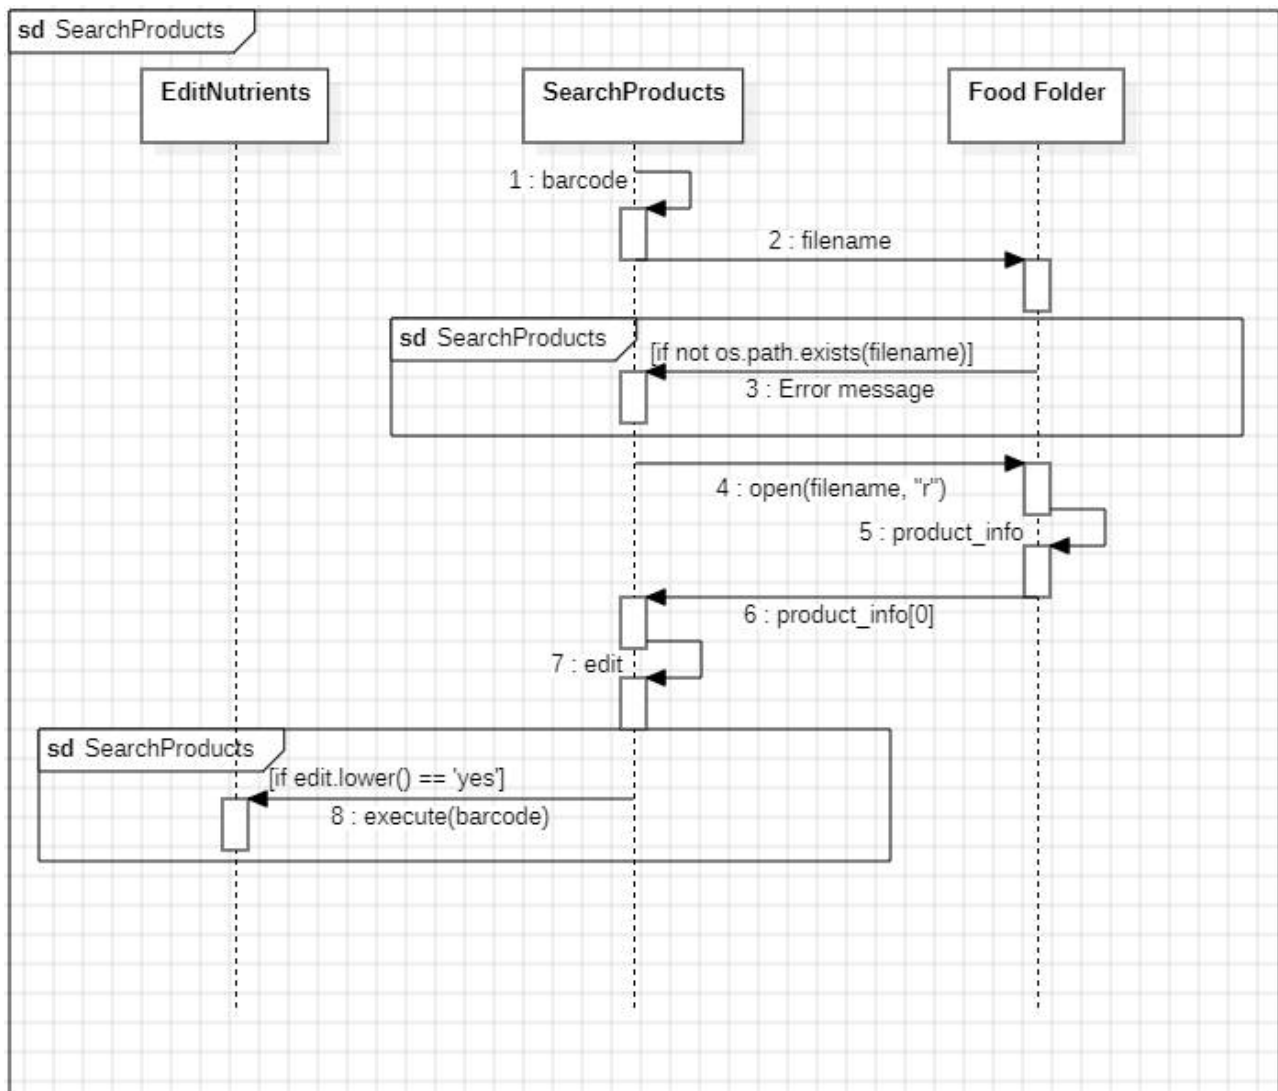 sd SearchProducts
EditNutrients
SearchProducts
Food Folder
1 : barcode
2 : filename
sd SearchProducts
[if not os.path.exists(filename)]
3 : Error message
4 : open(filename, "r")
5 : product_info
6 : product_info[0]
7 : edit
sd SearchProducts
[if edit.lower() == 'yes']
8 : execute(barcode)